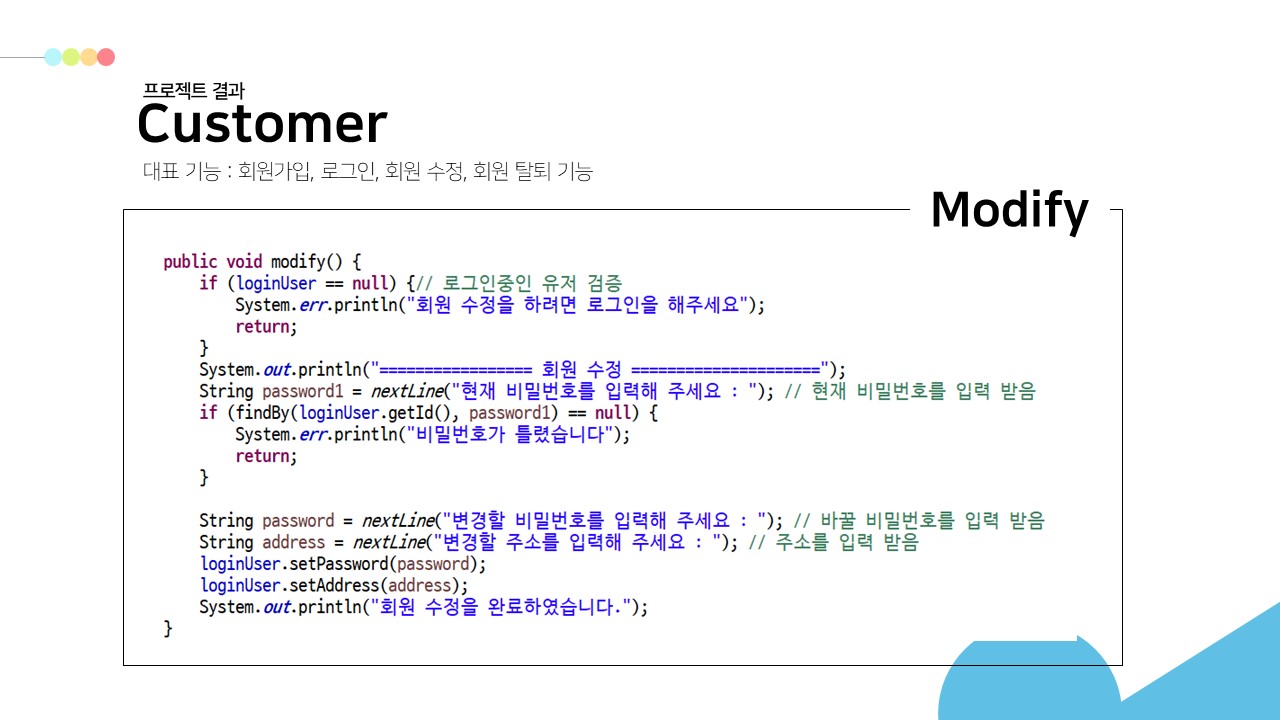 프로젝트 결과
Customer
대표 기능 : 회원가입, 로그인, 회원 수정, 회원 탈퇴 기능
Modify
public void modify() {
    if (loginUser == null) {// 로그인중인 유저 검증
        System.err.println("회원 수정을 하려면 로그인을 해주세요");
        return;
    }
    System.out.println("================= 회원 수정 =====================");
    String password1 = nextLine("현재 비밀번호를 입력해 주세요 : "); // 현재 비밀번호를 입력 받음
    if (findBy(loginUser.getId(), password1) == null) {
        System.err.println("비밀번호가 틀렸습니다");
        return;
    }
    String password = nextLine("변경할 비밀번호를 입력해 주세요 : "); // 바꿀 비밀번호를 입력 받음
    String address = nextLine("변경할 주소를 입력해 주세요 : "); // 주소를 입력 받음
    loginUser.setPassword(password);
    loginUser.setAddress(address);
    System.out.println("회원 수정을 완료하였습니다.");
}